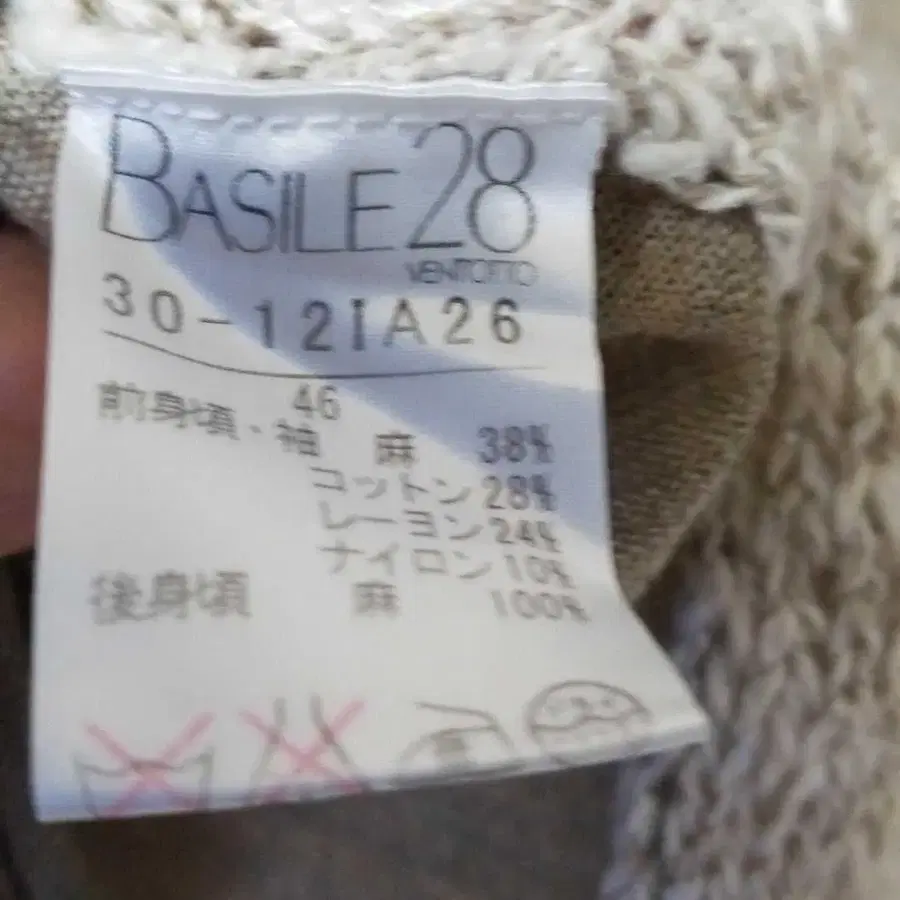 BASILE28
VENTOTTO
30-12IA26
46
前身頃・袖 麻 38%
コットン 28%
レーヨン 24%
ナイロン 10%
後身頃 麻 100%